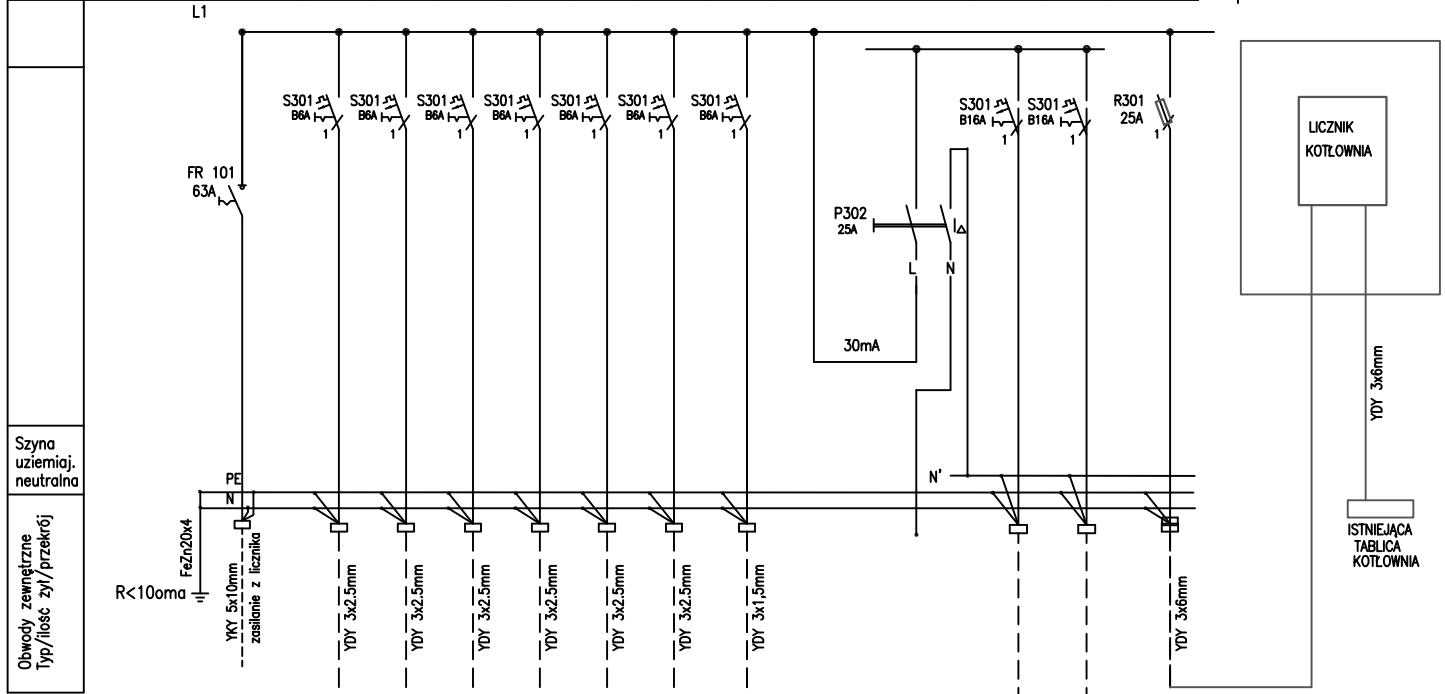 L1
S301
B6A
1
S301
B6A
1
S301
B6A
1
S301
B6A
1
S301
B6A
1
S301
B6A
1
S301
B6A
1
S301
B16A
1
S301
B16A
1
R301
25A
1
LICZNIK
KOTŁOWNIA
FR 101
63A
P302
25A
I△
L
N
30mA
YDY 3x6mm
Szyna
uziemiaj.
neutralna
PE
N
N'
ISTNIEJĄCA
TABLICA
KOTŁOWNIA
Obwody zewnętrzne
Typ/ilość żył/przekrój
R<10oma
FeZn20x4
YKY 5x10mm
zasilanie z licznika
YDY 3x2.5mm
YDY 3x2.5mm
YDY 3x2.5mm
YDY 3x2.5mm
YDY 3x2.5mm
YDY 3x2.5mm
YDY 3x1,5mm
YDY 3x6mm